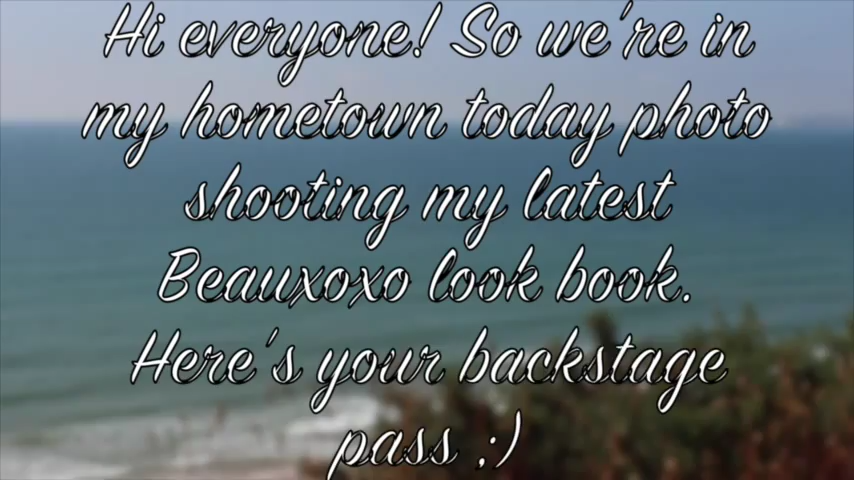 Hi everyone! So we're in
my hometown today photo
shooting my latest
Beauxoxo look book.
Here's your backstage
pass ;)